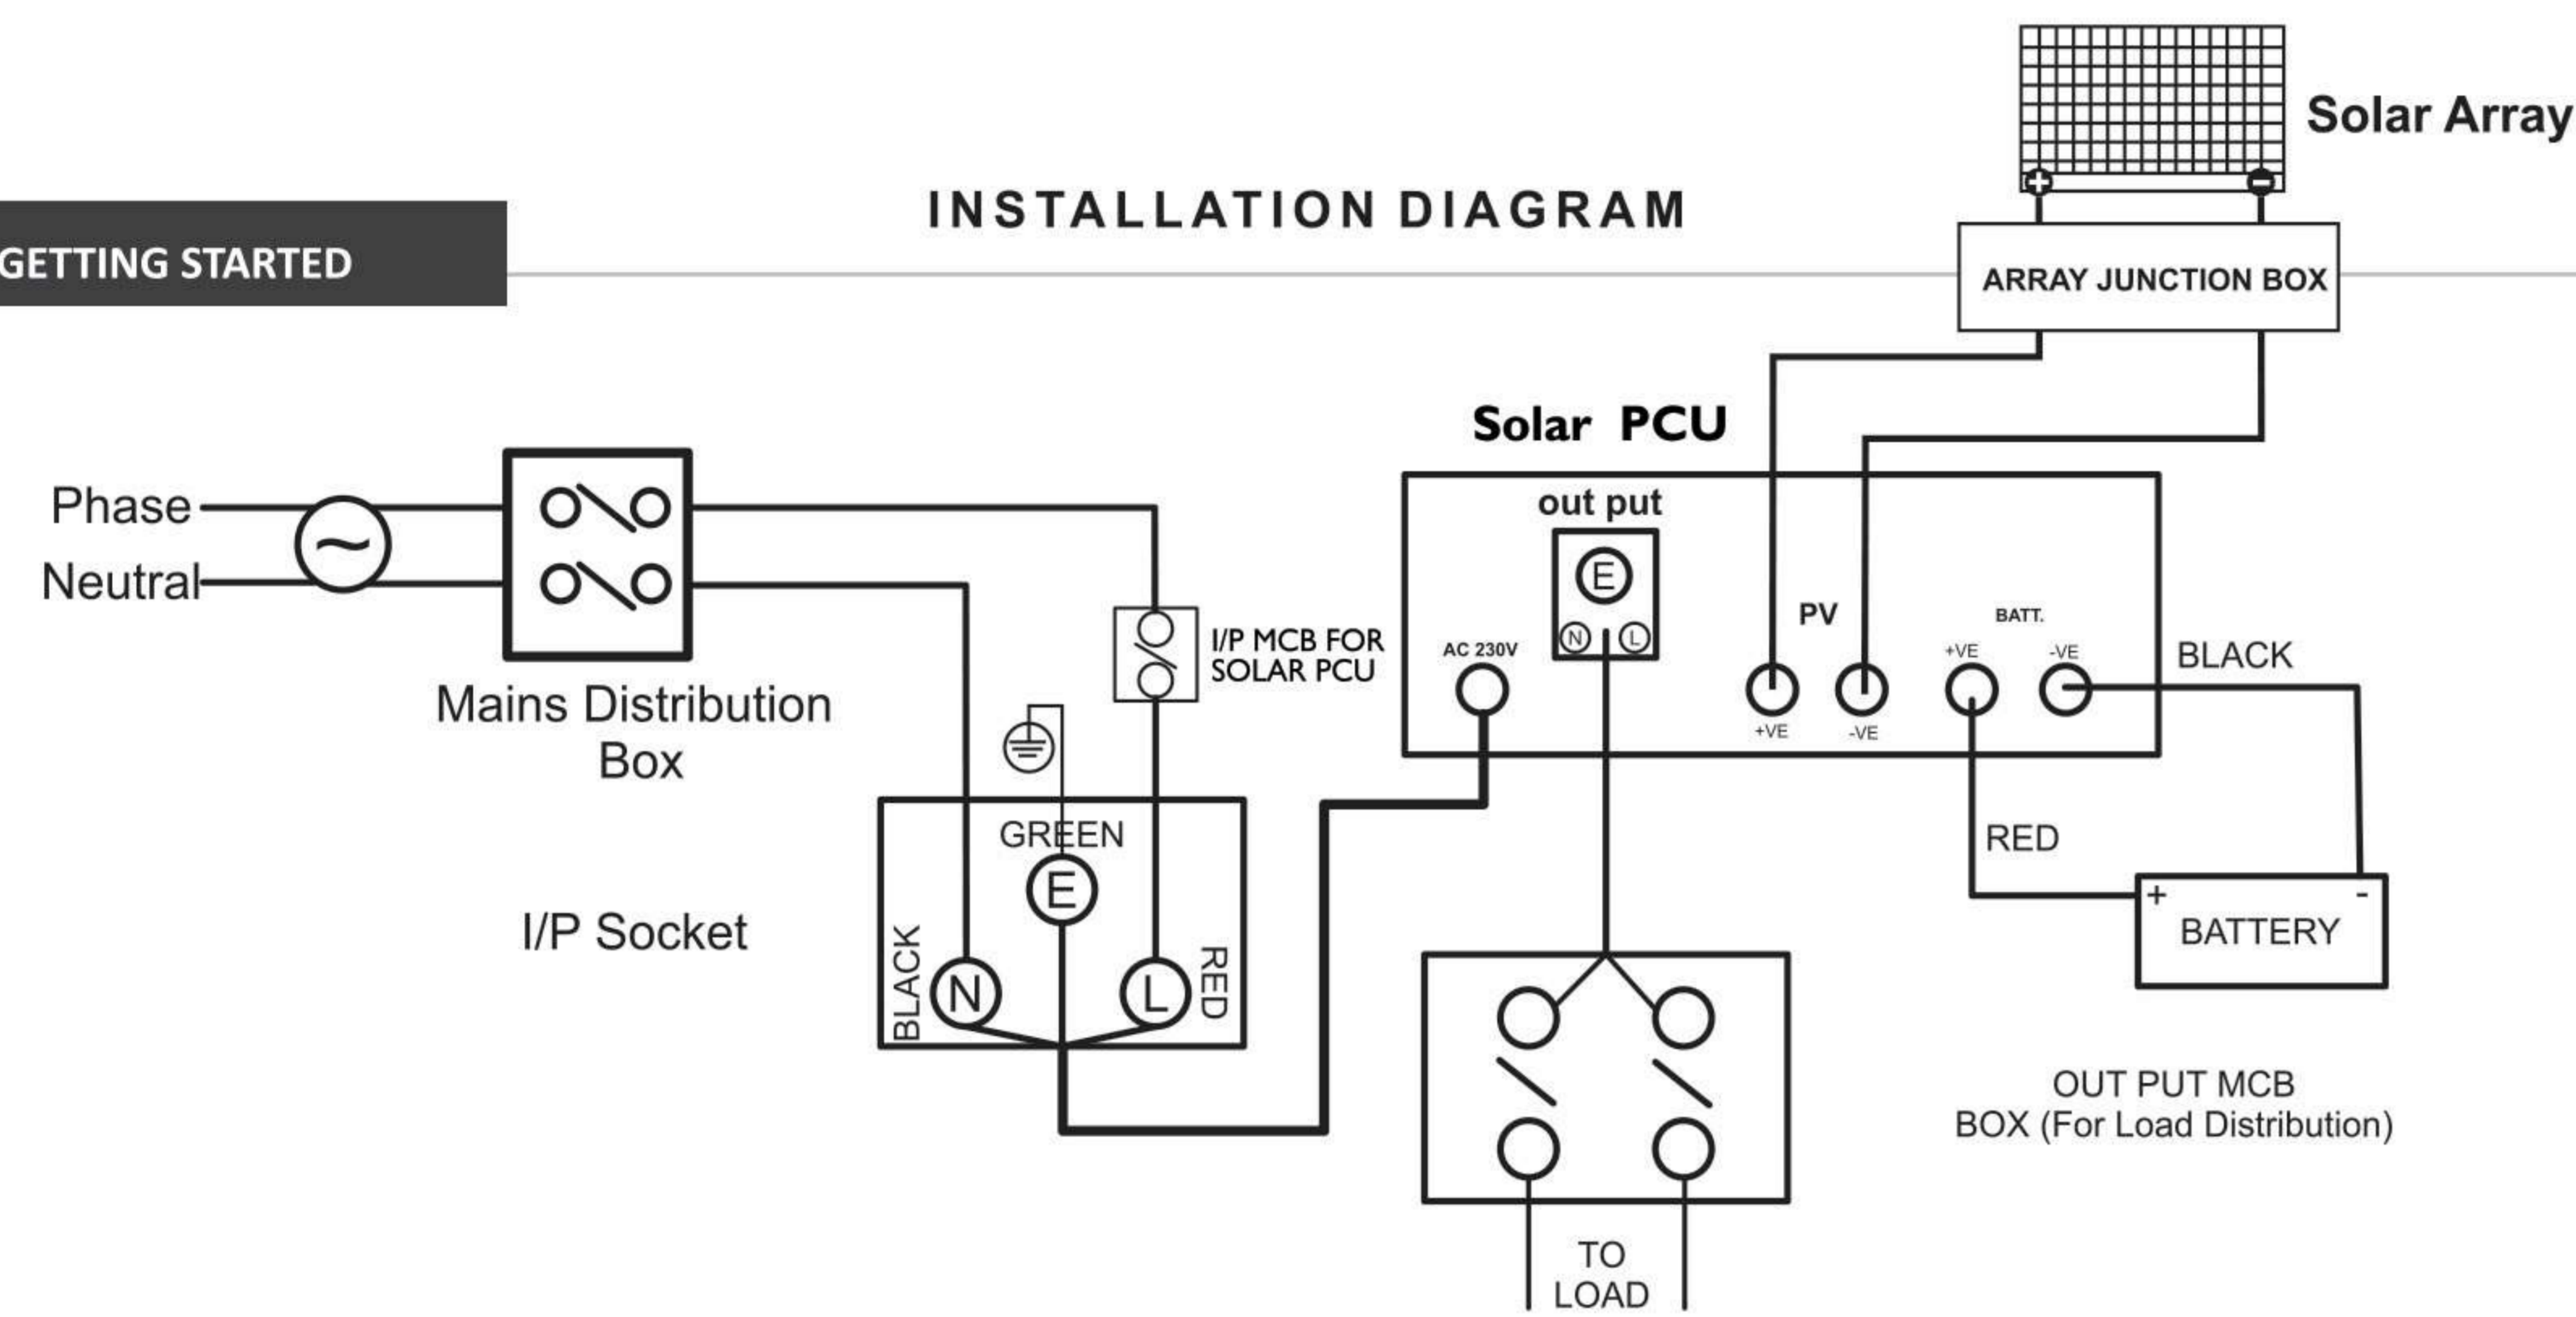 Solar Array
INSTALLATION DIAGRAM
GETTING STARTED
ARRAY JUNCTION BOX
+ -
Solar PCU
Phase
Neutral
~
out put
E
N L
PV
BATT.
AC 230V
+VE
-VE
+VE
-VE
BLACK
I/P MCB FOR
SOLAR PCU
Mains Distribution
Box
GREEN
E
I/P Socket
BLACK
N
L
RED
RED
+ -
BATTERY
OUT PUT MCB
BOX (For Load Distribution)
TO
LOAD